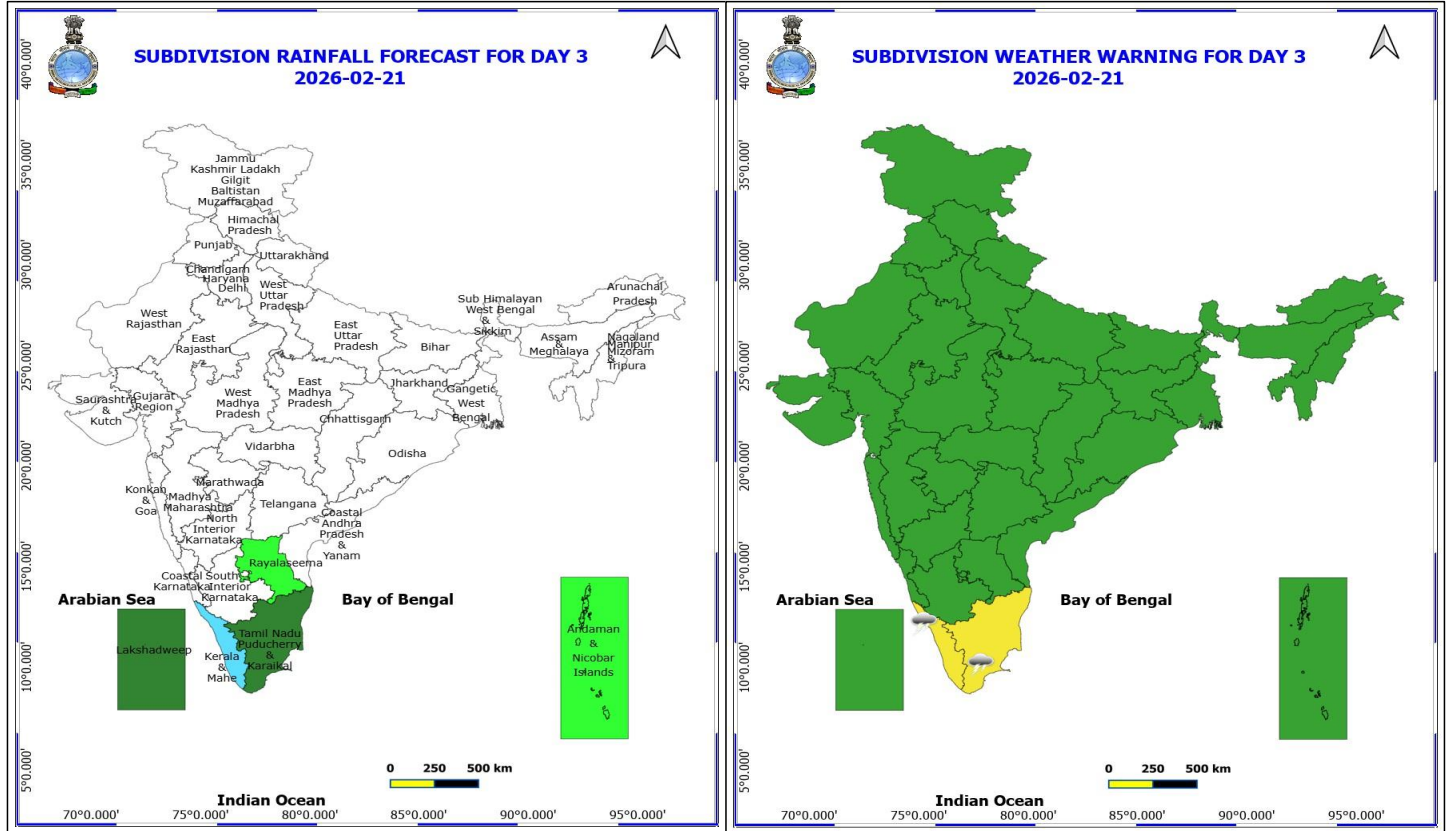 SUBDIVISION RAINFALL FORECAST FOR DAY 3
2026-02-21
40°0.000'
35°0.000'
30°0.000'
25°0.000'
20°0.000'
15°0.000'
10°0.000'
5°0.000'
Jammu
Kashmir Ladakh
Gilgit
Baltistan
Muzaffarabad
Himachal
Pradesh
Punjab
Uttarakhand
Chandigarh
Haryana
Delhi
West
Uttar
Pradesh
Arunachal
Pradesh
Sub Himalayan
West Bengal
&
Sikkim
West
Rajasthan
East
Rajasthan
East
Uttar
Pradesh
Bihar
Assam
&
Meghalaya
Nagaland
Manipur
Mizoram
&
Tripura
Saurashtra
&
Kutch
Gujarat
Region
West
Madhya
Pradesh
East
Madhya
Pradesh
Jharkhand
Gangetic
West
Bengal
Chhattisgarh
Vidarbha
Odisha
Konkan
&
Goa
Madhya
Maharashtra
Marathwada
Telangana
North
Interior
Karnataka
Coastal
Andhra
Pradesh
&
Yanam
Rayalaseema
Coastal
Karnataka
South
Interior
Karnataka
Arabian Sea
Bay of Bengal
Lakshadweep
Kerala
&
Mahe
Tamil Nadu
Puducherry
&
Karaikal
Andaman
&
Nicobar
Islands
0 250 500 km
Indian Ocean
70°0.000' 75°0.000' 80°0.000' 85°0.000' 90°0.000' 95°0.000'
SUBDIVISION WEATHER WARNING FOR DAY 3
2026-02-21
40°0.000'
35°0.000'
30°0.000'
25°0.000'
20°0.000'
15°0.000'
10°0.000'
5°0.000'
Arabian Sea
Bay of Bengal
0 250 500 km
Indian Ocean
70°0.000' 75°0.000' 80°0.000' 85°0.000' 90°0.000' 95°0.000'